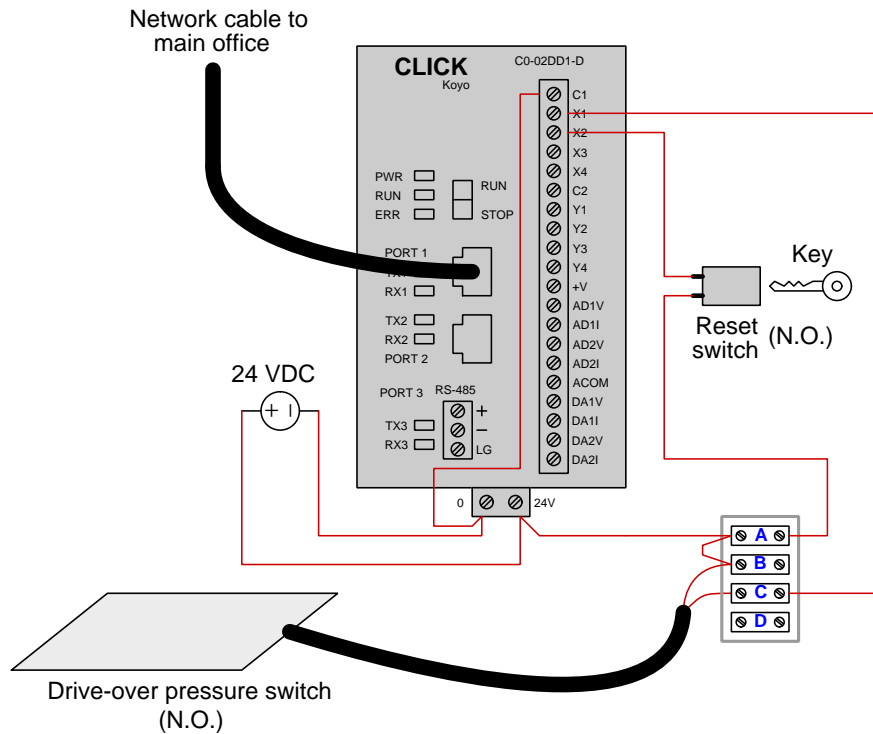 Network cable to
main office
CLICK
Koyo
C0-02DD1-D
C1
X1
X2
X3
X4
C2
Y1
Y2
Y3
Y4
+V
AD1V
AD1I
AD2V
AD2I
ACOM
DA1V
DA1I
DA2V
DA2I
PWR
RUN
ERR
RUN
STOP
PORT 1
RX1
TX2
RX2
PORT 2
PORT 3
RS-485
+
−
LG
TX3
RX3
0
24V
24 VDC
+
Key
Reset
switch
(N.O.)
A
B
C
D
Drive-over pressure switch
(N.O.)